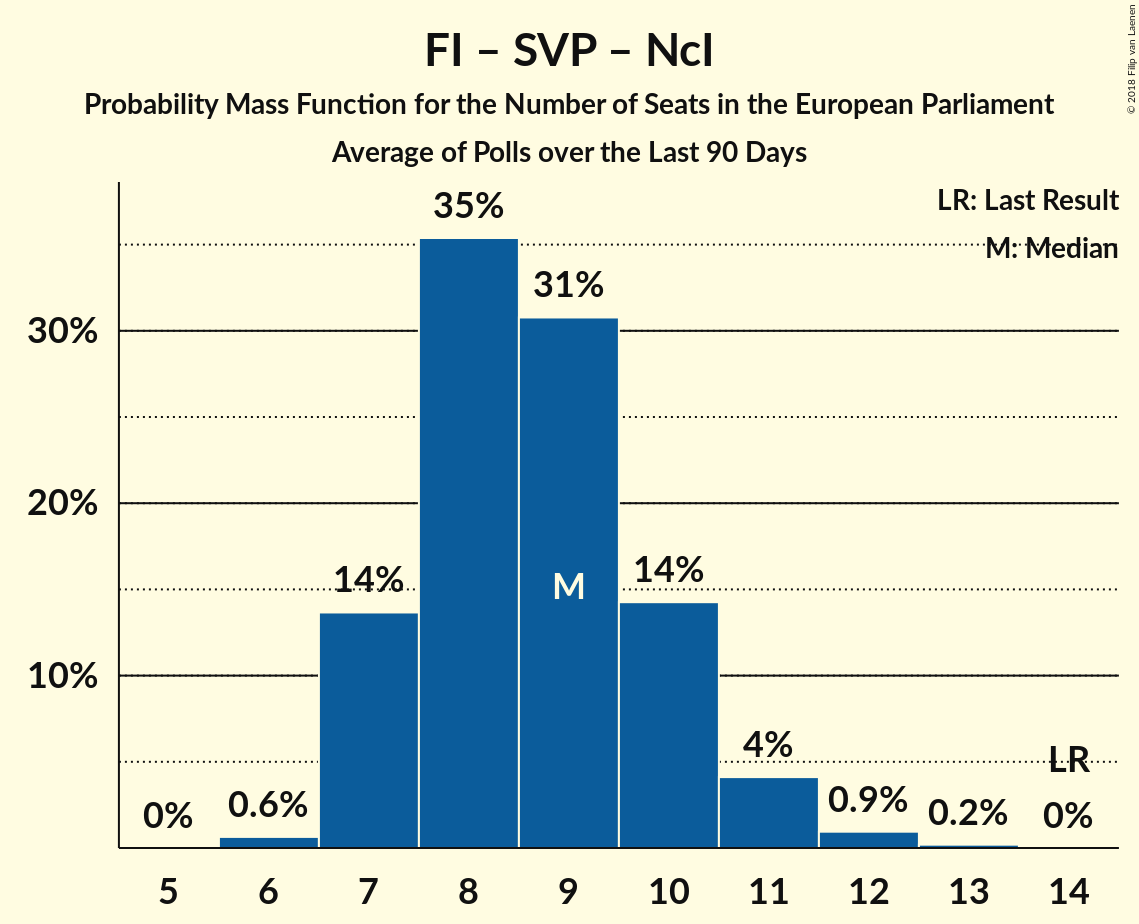 FI – SVP – NcI
Probability Mass Function for the Number of Seats in the European Parliament
Average of Polls over the Last 90 Days
© 2018 Filip van Laenen
LR: Last Result
M: Median
35%
31%
30%
20%
14%
14%
M
10%
4%
LR
0%
0.6%
0.9%
0.2%
0%
5 6 7 8 9 10 11 12 13 14